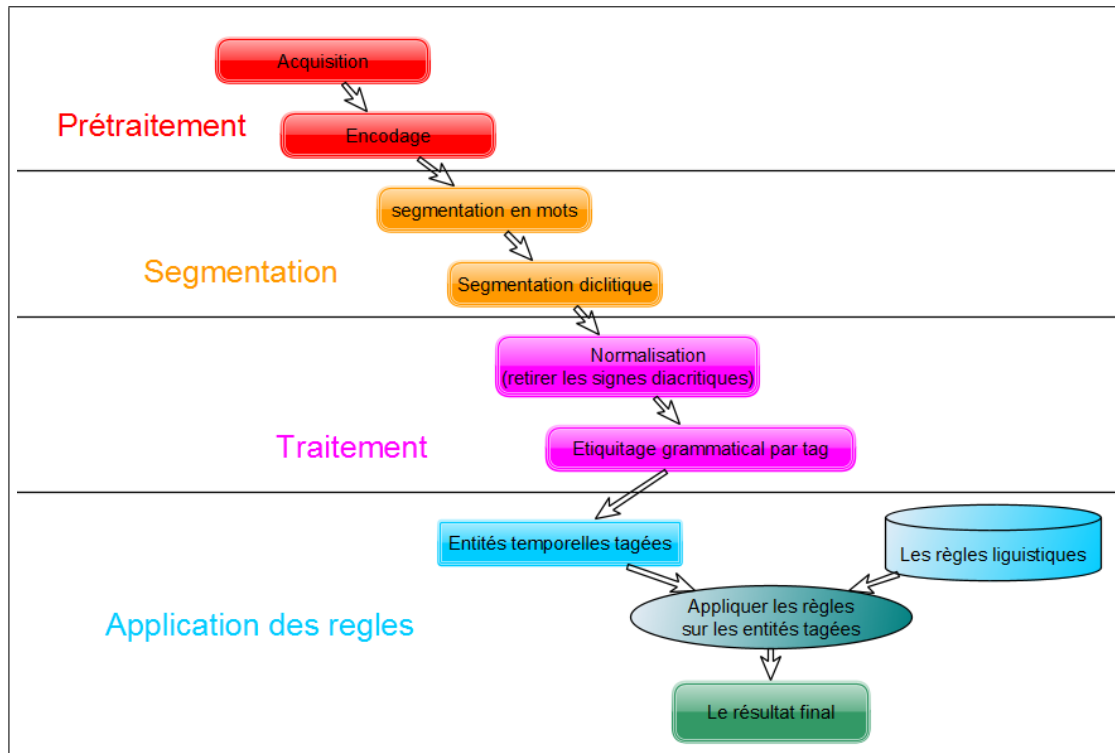 Acquisition
Prétraitement
Encodage
segmentation en mots
Segmentation
Segmentation diclitique
Normalisation
(retirer les signes diacritiques)
Traitement
Etiquitage grammatical par tag
Entités temporelles tagées
Les règles liguistiques
Application des regles
Appliquer les règles
sur les entités tagées
Le résultat final